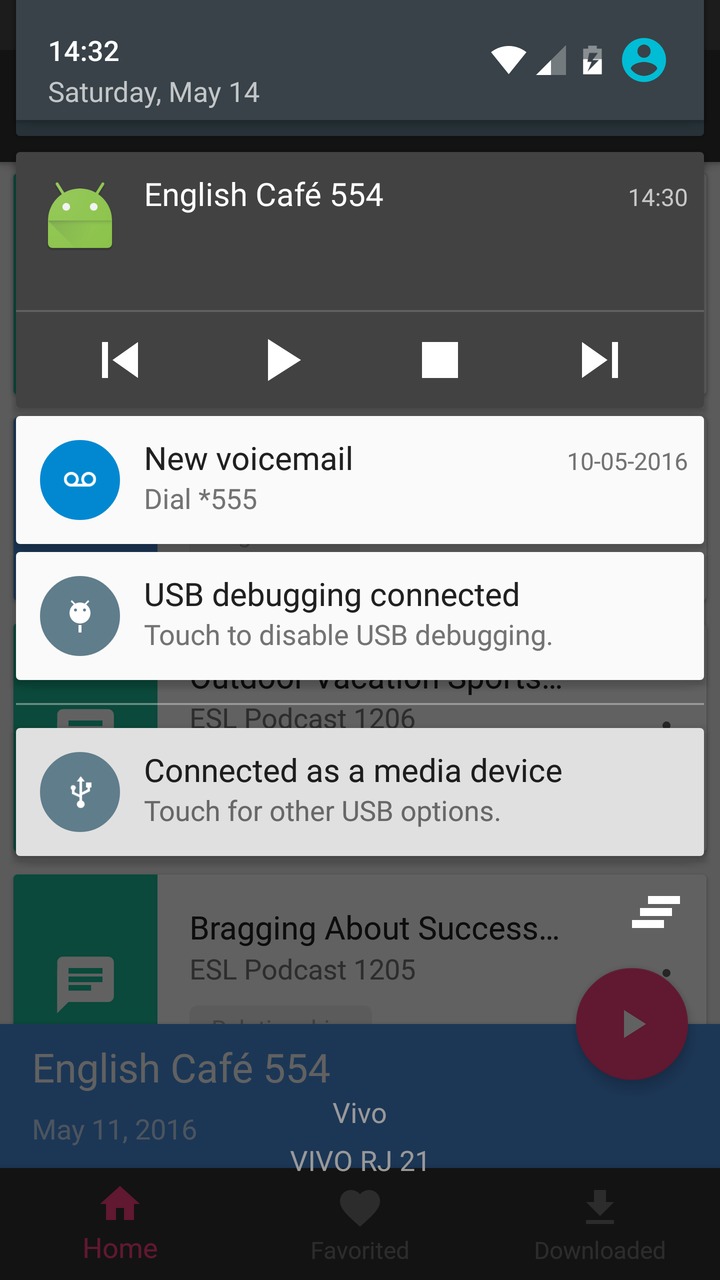 14:32
Saturday, May 14
English Café 554
14:30
New voicemail
10-05-2016
Dial *555
USB debugging connected
Touch to disable USB debugging.
Outdoor Vacation Sports…
ESL Podcast 1206
Connected as a media device
Touch for other USB options.
Bragging About Success…
ESL Podcast 1205
English Café 554
May 11, 2016
Vivo
VIVO RJ 21
Home
Favorited
Downloaded